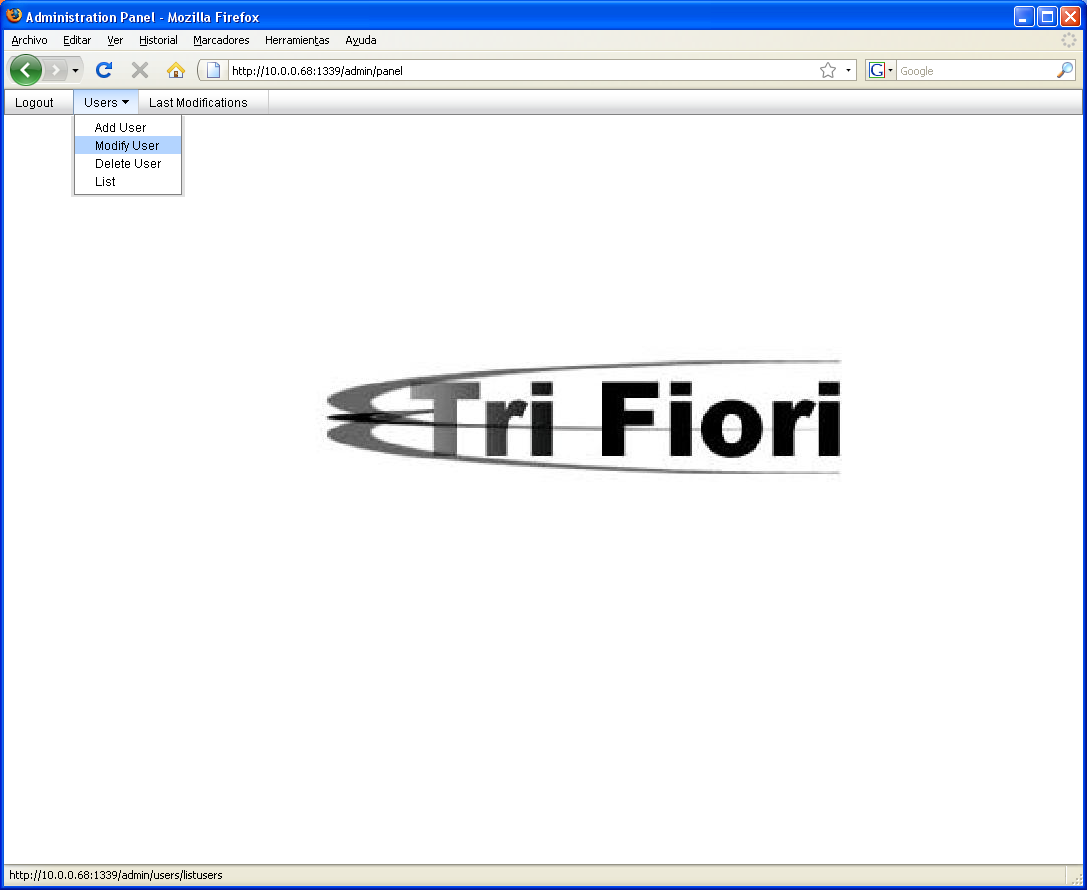 Administration Panel - Mozilla Firefox
Archivo Editar Ver Historial Marcadores Herramientas Ayuda
http://10.0.0.68:1339/admin/panel
G Google
Logout Users Last Modifications
Add User
Modify User
Delete User
List
Tri Fiori
http://10.0.0.68:1339/admin/users/listusers